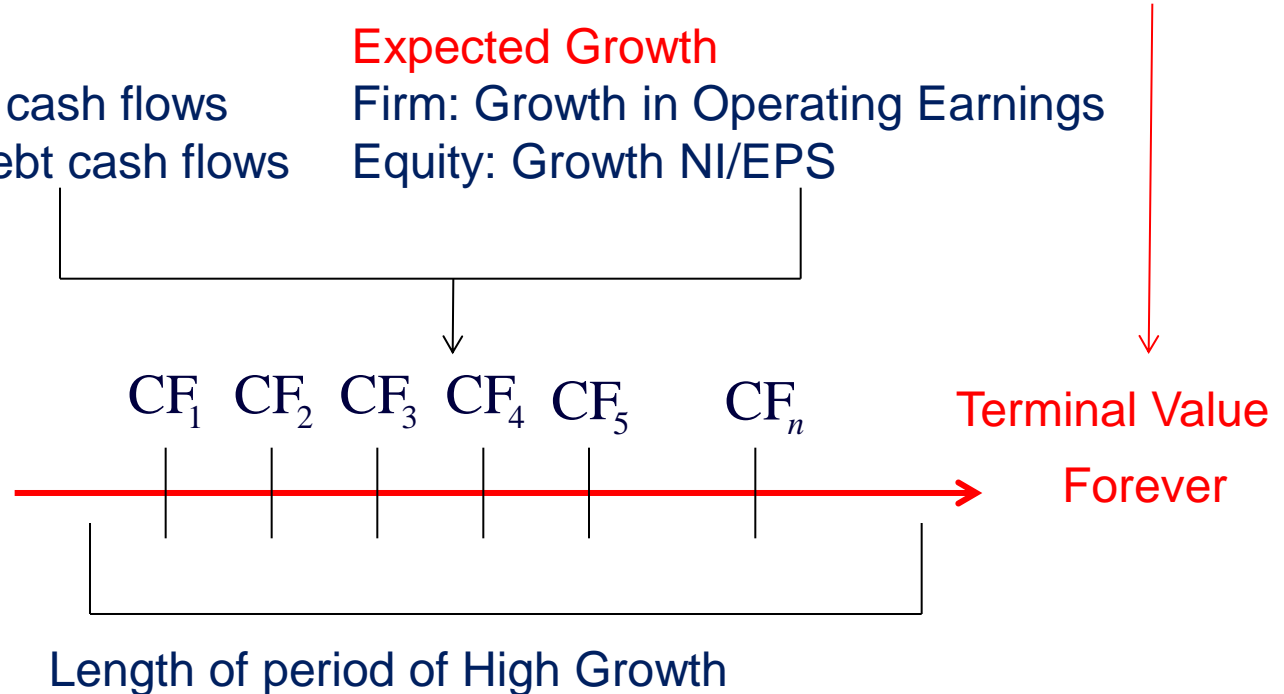 Expected Growth
cash flows Firm: Growth in Operating Earnings
ebt cash flows Equity: Growth NI/EPS
CF₁ CF₂ CF₃ CF₄ CF₅ CFₙ Terminal Value
Forever
Length of period of High Growth